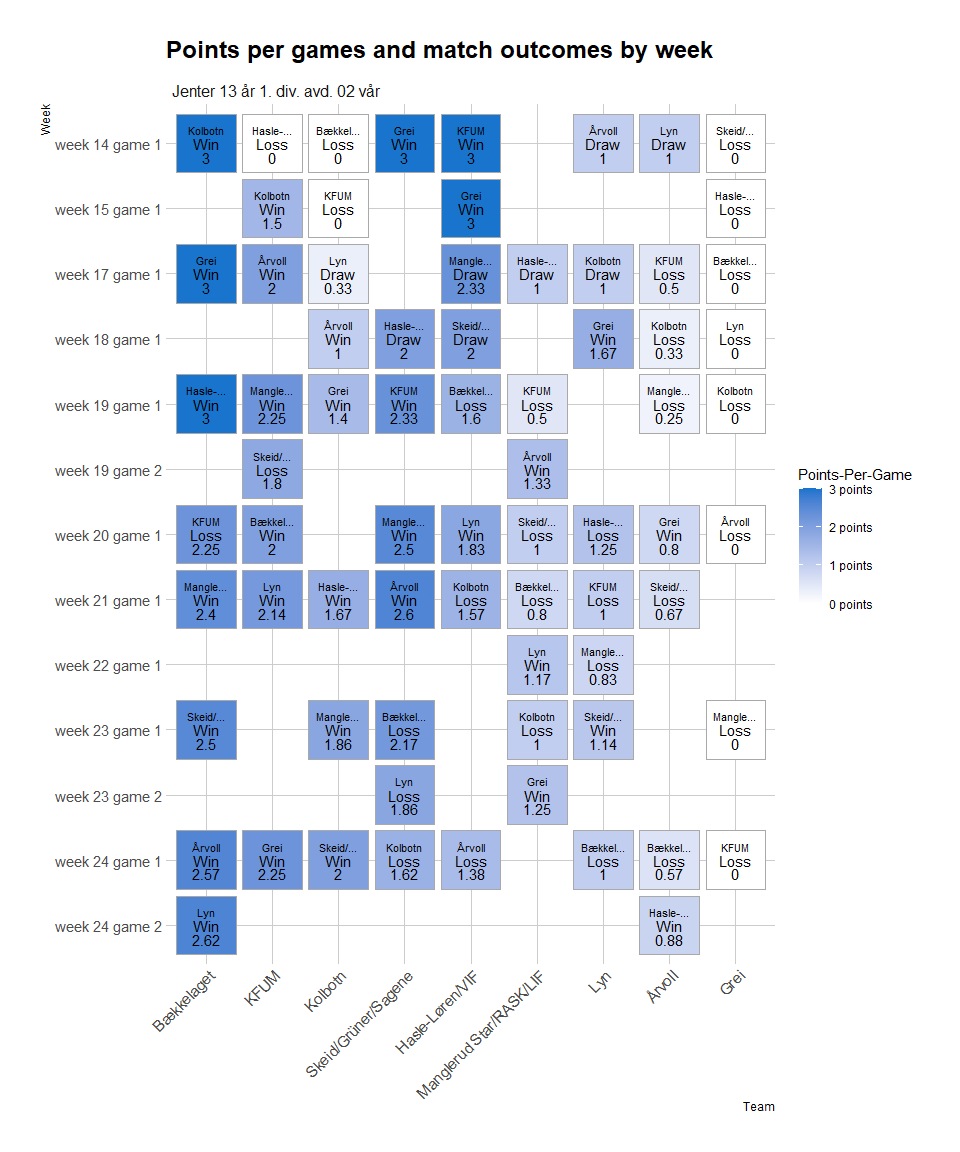 Points per games and match outcomes by week
Jenter 13 år 1. div. avd. 02 vår
Week
week 14 game 1
Kolbotn Hasle-... Bækkel... Grei KFUM Årvoll Lyn Skeid/...
Win Loss Loss Win Win Draw Draw Loss
3 0 0 3 3 1 1 0
week 15 game 1
Kolbotn KFUM Grei Hasle-...
Win Loss Win Loss
1.5 0 3 0
week 17 game 1
Grei Årvoll Lyn Mangle... Hasle-... Kolbotn KFUM Bækkel...
Win Win Draw Draw Draw Draw Loss Loss
3 2 0.33 2.33 1 1 0.5 0
week 18 game 1
Årvoll Hasle-... Skeid/... Grei Kolbotn Lyn
Win Draw Draw Win Loss Loss
1 2 2 1.67 0.33 0
week 19 game 1
Hasle-... Mangle... Grei KFUM Bækkel... KFUM Mangle... Kolbotn
Win Win Win Win Loss Loss Loss Loss
3 2.25 1.4 2.33 1.6 0.5 0.25 0
week 19 game 2
Skeid/... Årvoll
Loss Win
1.8 1.33
week 20 game 1
KFUM Bækkel... Mangle... Lyn Skeid/... Hasle-... Grei Årvoll
Loss Win Win Win Loss Loss Win Loss
2.25 2 2.5 1.83 1 1.25 0.8 0
week 21 game 1
Mangle... Lyn Hasle-... Årvoll Kolbotn Bækkel... KFUM Skeid/...
Win Win Win Win Loss Loss Loss Loss
2.4 2.14 1.67 2.6 1.57 0.8 1 0.67
week 22 game 1
Lyn Mangle...
Win Loss
1.17 0.83
week 23 game 1
Skeid/... Mangle... Bækkel... Kolbotn Skeid/... Mangle...
Win Win Loss Loss Win Loss
2.5 1.86 2.17 1 1.14 0
week 23 game 2
Lyn Grei
Loss Win
1.86 1.25
week 24 game 1
Årvoll Grei Skeid/... Kolbotn Årvoll Bækkel... Bækkel... KFUM
Win Win Win Loss Loss Loss Loss Loss
2.57 2.25 2 1.62 1.38 1 0.57 0
week 24 game 2
Lyn Hasle-...
Win Win
2.62 0.88
Bækkelaget
KFUM
Kolbotn
Skeid/Grüner/Sagene
Hasle-Løren/VIF
Manglerud Star/RASK/LIF
Lyn
Årvoll
Grei
Team
Points-Per-Game
3 points
2 points
1 points
0 points